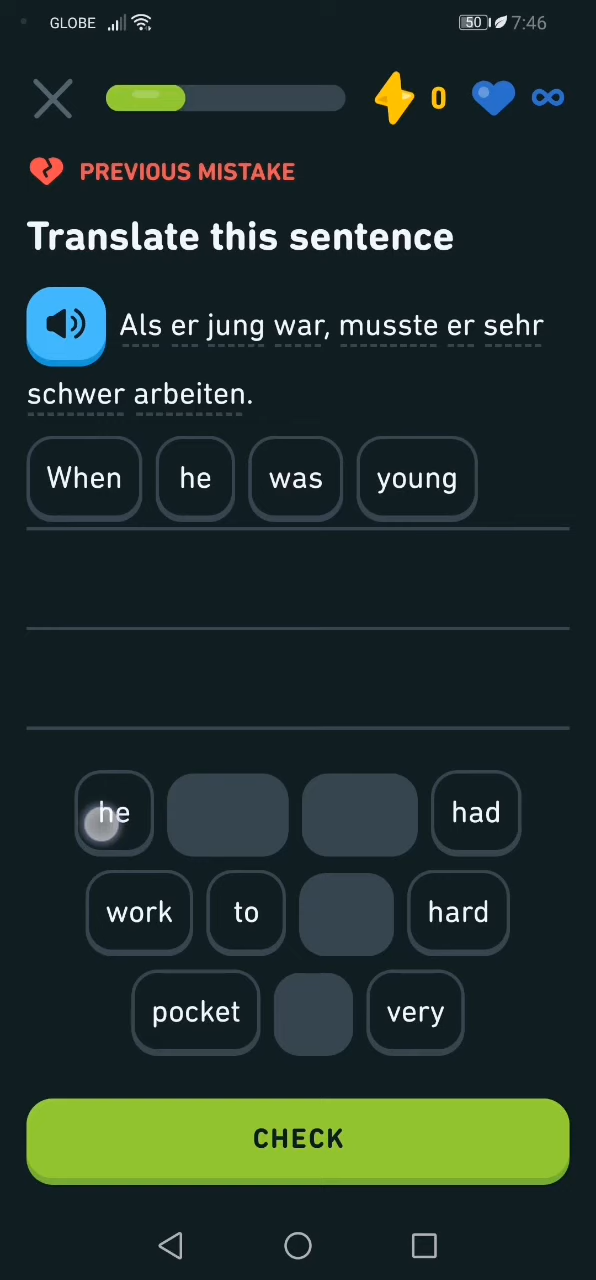 GLOBE 50 7:46
0 ∞
PREVIOUS MISTAKE
Translate this sentence
Als er jung war, musste er sehr
schwer arbeiten.
When he was young
he had
work to hard
pocket very
CHECK